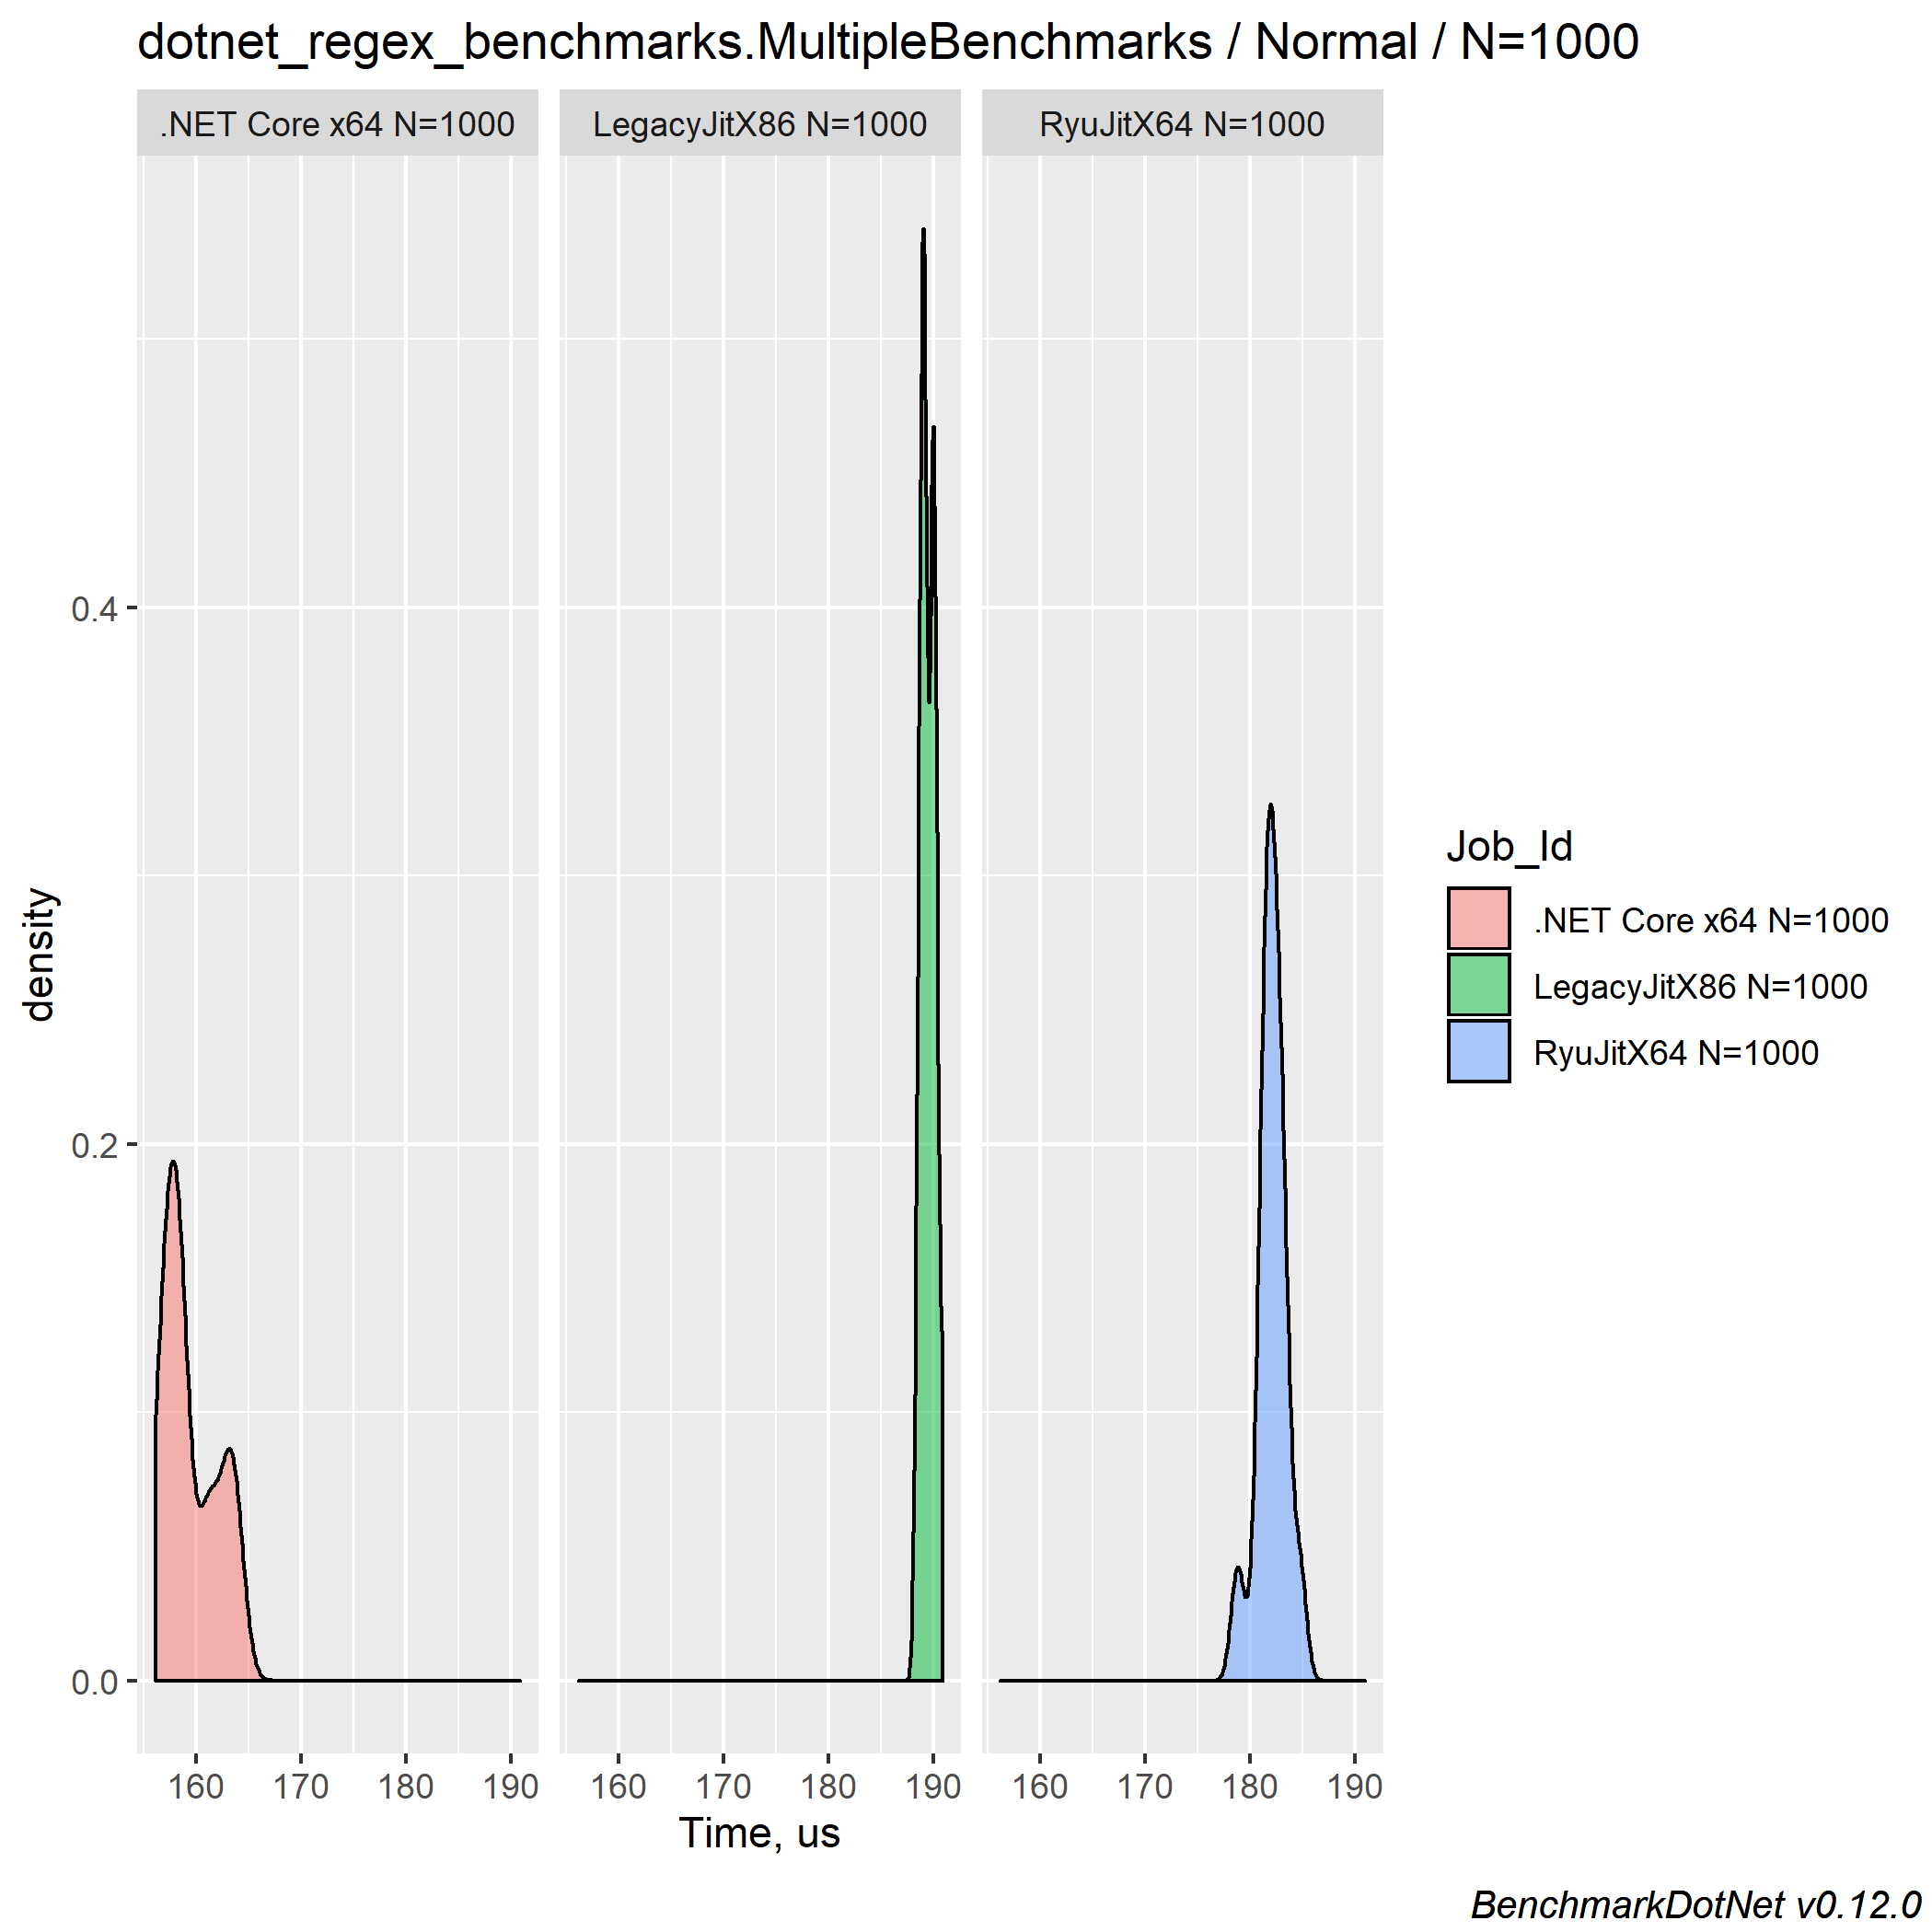 dotnet_regex_benchmarks.MultipleBenchmarks / Normal / N=1000
.NET Core x64 N=1000
LegacyJitX86 N=1000
RyuJitX64 N=1000
density
0.4
0.2
0.0
160 170 180 190
160 170 180 190
160 170 180 190
Time, us
Job_Id
.NET Core x64 N=1000
LegacyJitX86 N=1000
RyuJitX64 N=1000
BenchmarkDotNet v0.12.0